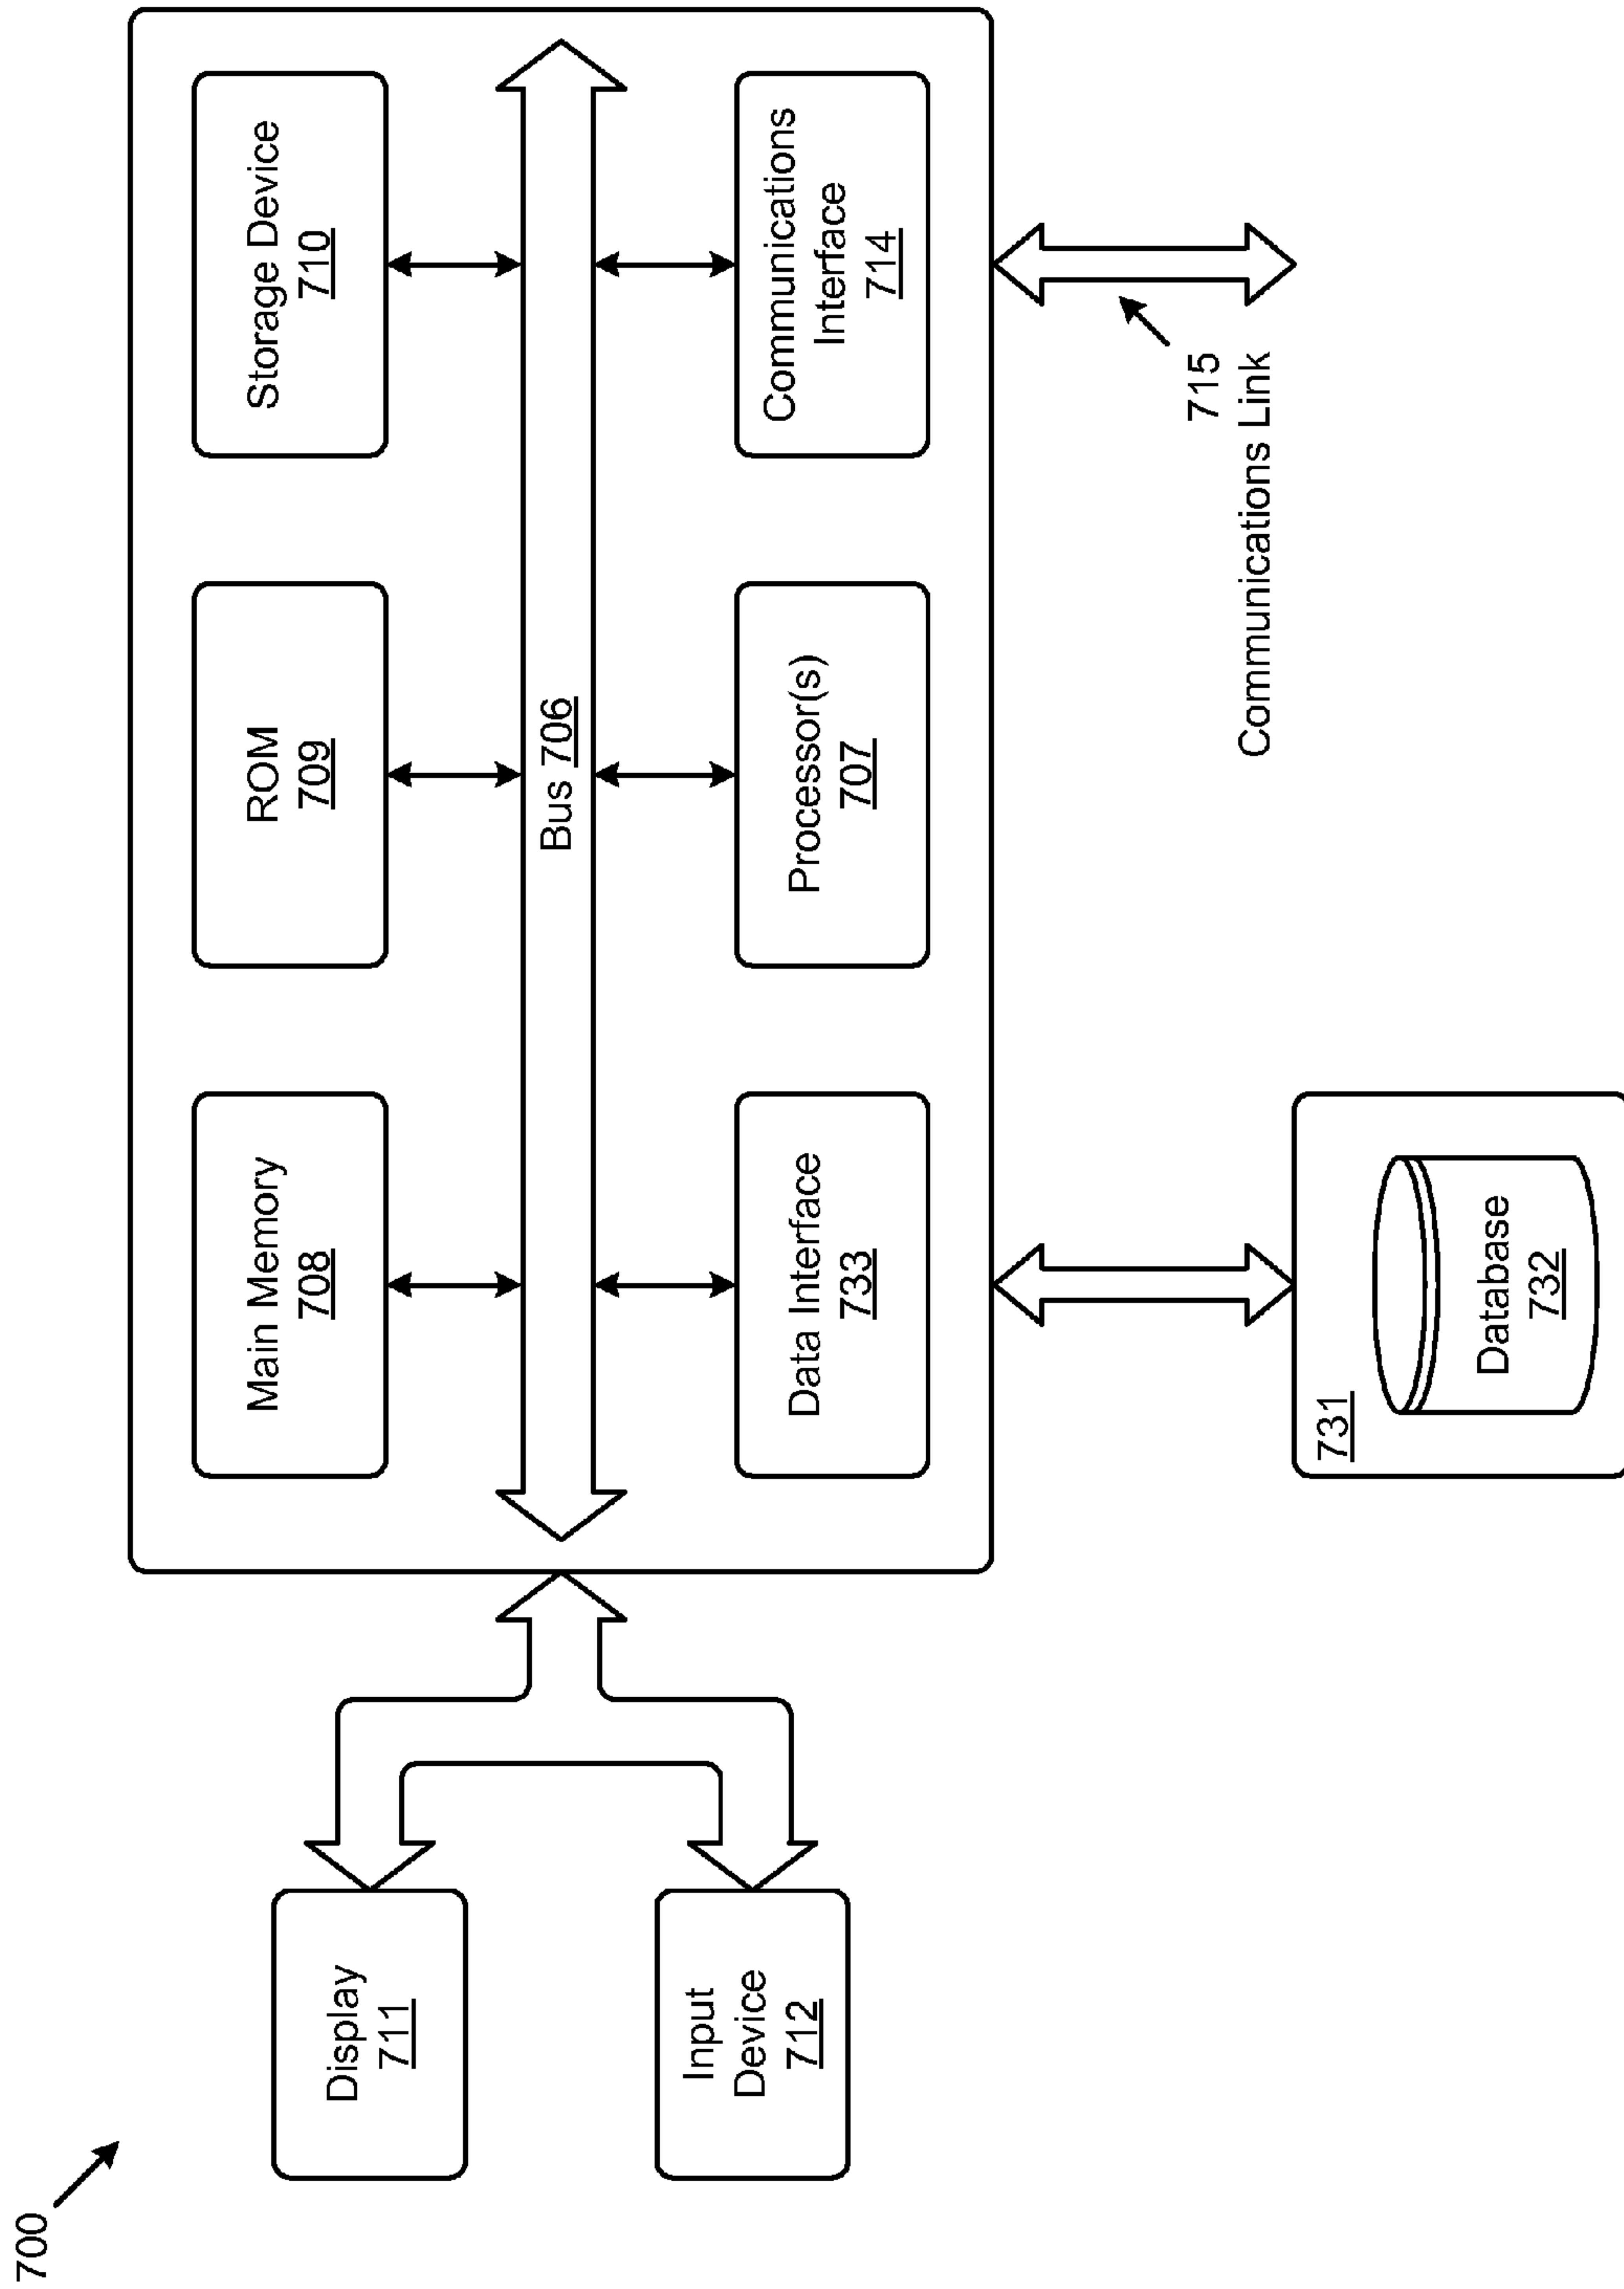 700
Display
711
Input
Device
712
Main Memory
708
ROM
709
Storage Device
710
Bus 706
Data Interface
733
Processor(s)
707
Communications
Interface
714
731
Database
732
715
Communications Link